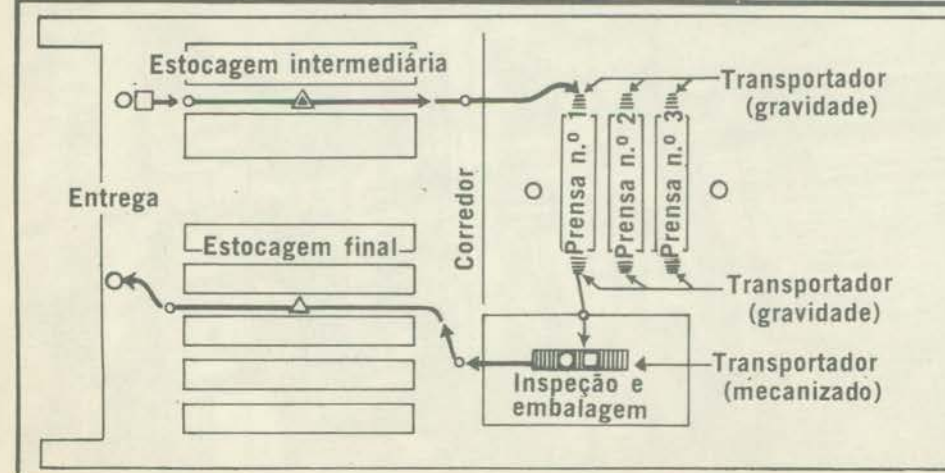 Estocagem intermediária
Transportador
(gravidade)
Prensa n.º 1
Prensa n.º 2
Prensa n.º 3
Entrega
Corredor
Estocagem final
Transportador
(gravidade)
Transportador
(mecanizado)
Inspeção e
embalagem